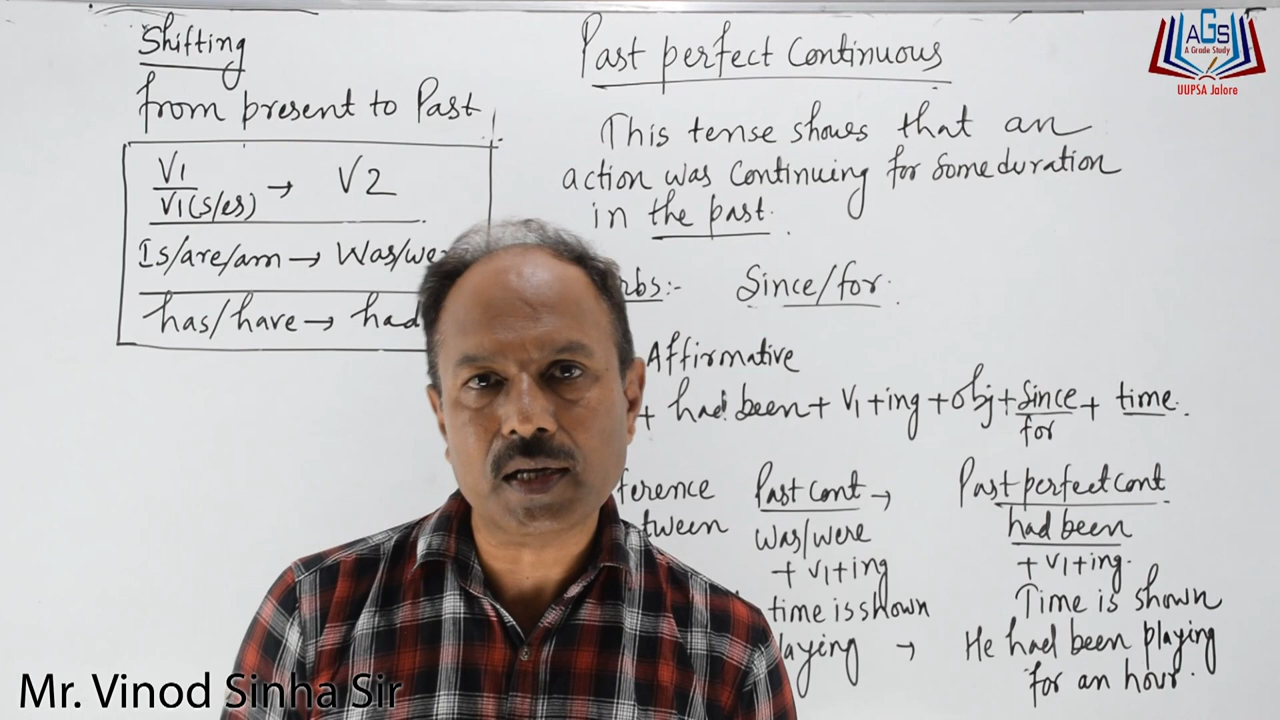 Shifting
from present to Past
V1
V1(s/es) → V2
Is/are/am → Was/we
has/have → had
Past perfect Continuous
This tense shows that an
action was Continuing for some duration
in the past.
rbs:- Since/for.
Affirmative
+ had been + V1+ing + obj + Since + time.
for
ference
tween
Past cont →
was/were
+ V1+ing
time is shown
laying →
Past perfect cont
had been
+ V1+ing.
Time is shown
He had been playing
for an hour.
AGS
A Grade Study
UUPSA Jalore
Mr. Vinod Sinha Sir